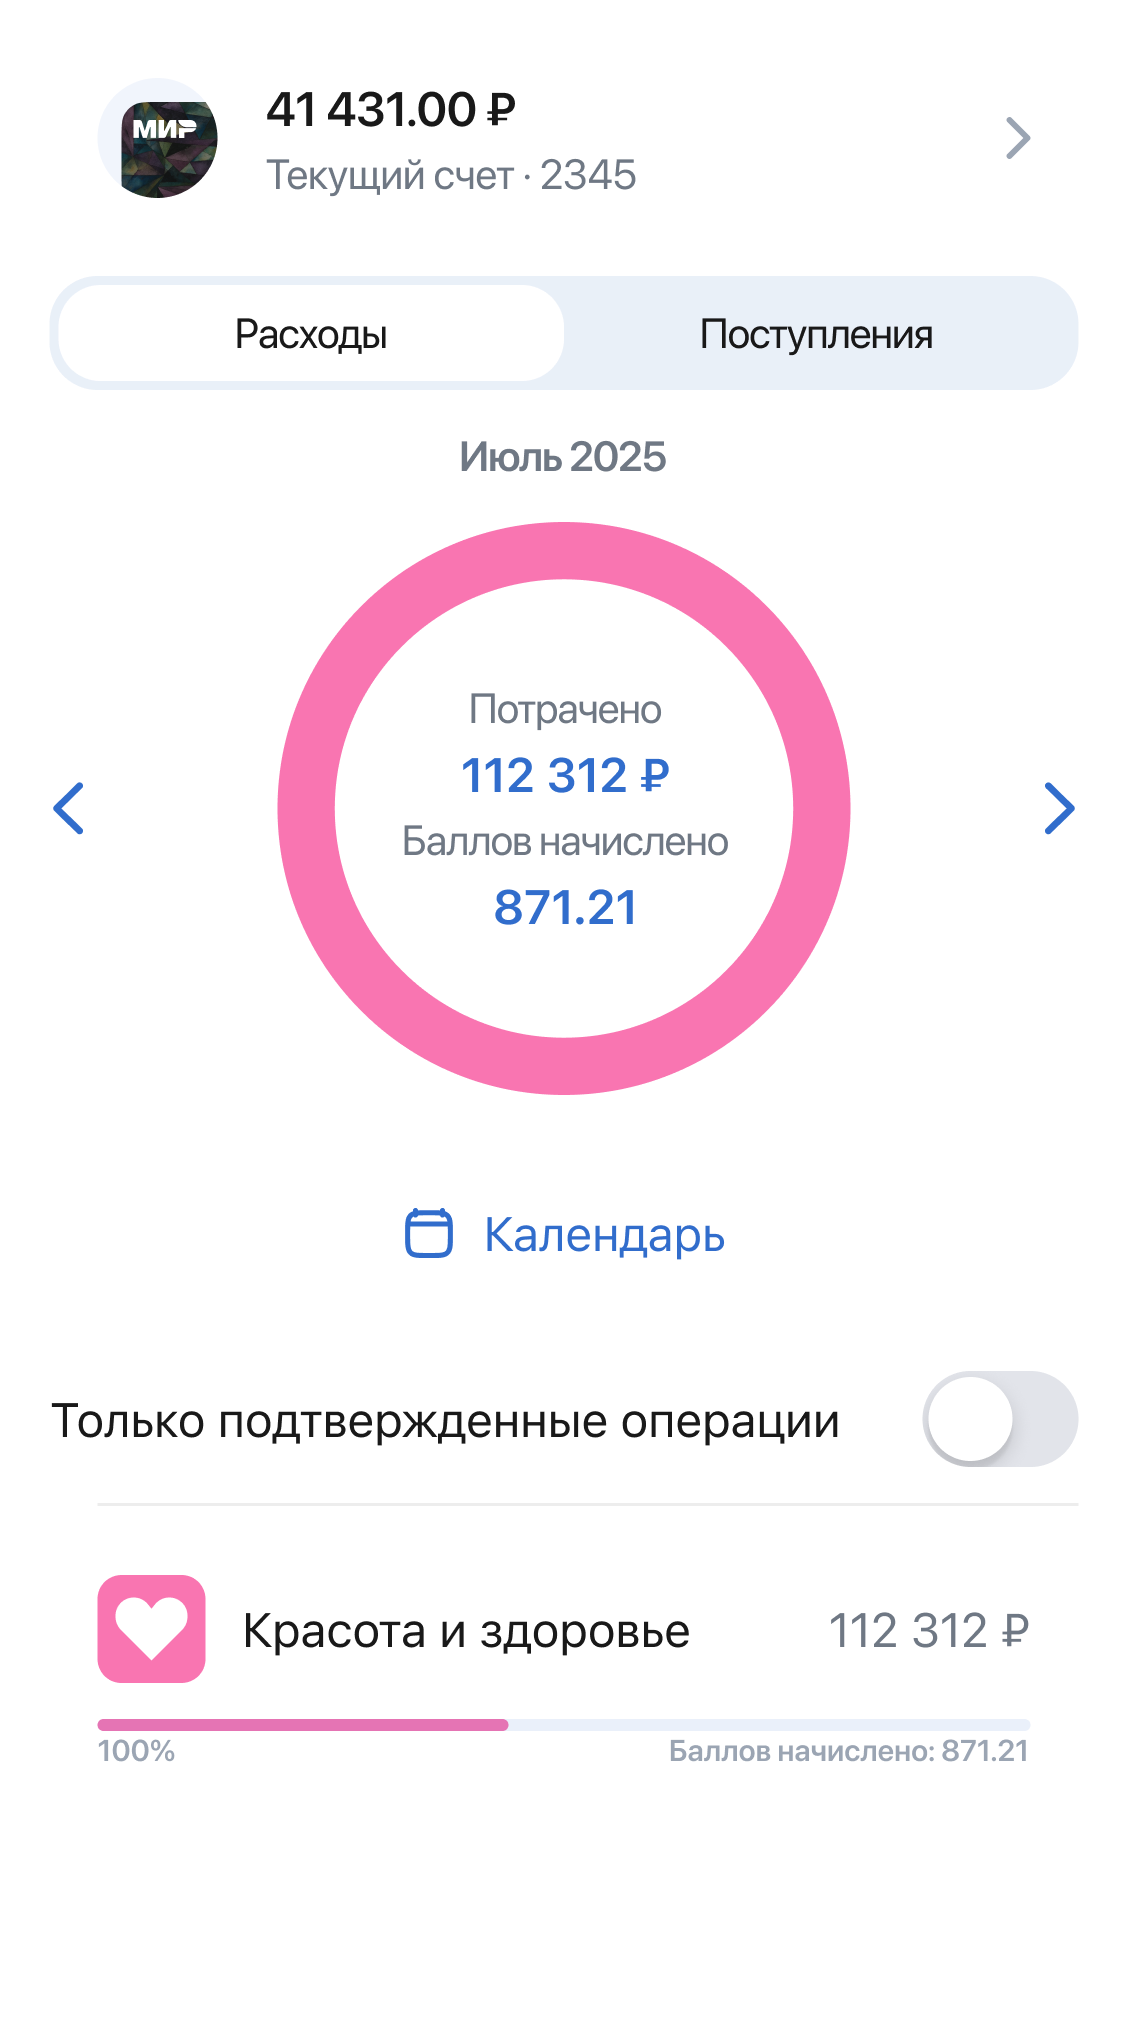 МИР
41 431.00 ₽
Текущий счет · 2345
Расходы
Поступления
Июль 2025
Потрачено
112 312 ₽
Баллов начислено
871.21
Календарь
Только подтвержденные операции
Красота и здоровье
112 312 ₽
100%
Баллов начислено: 871.21